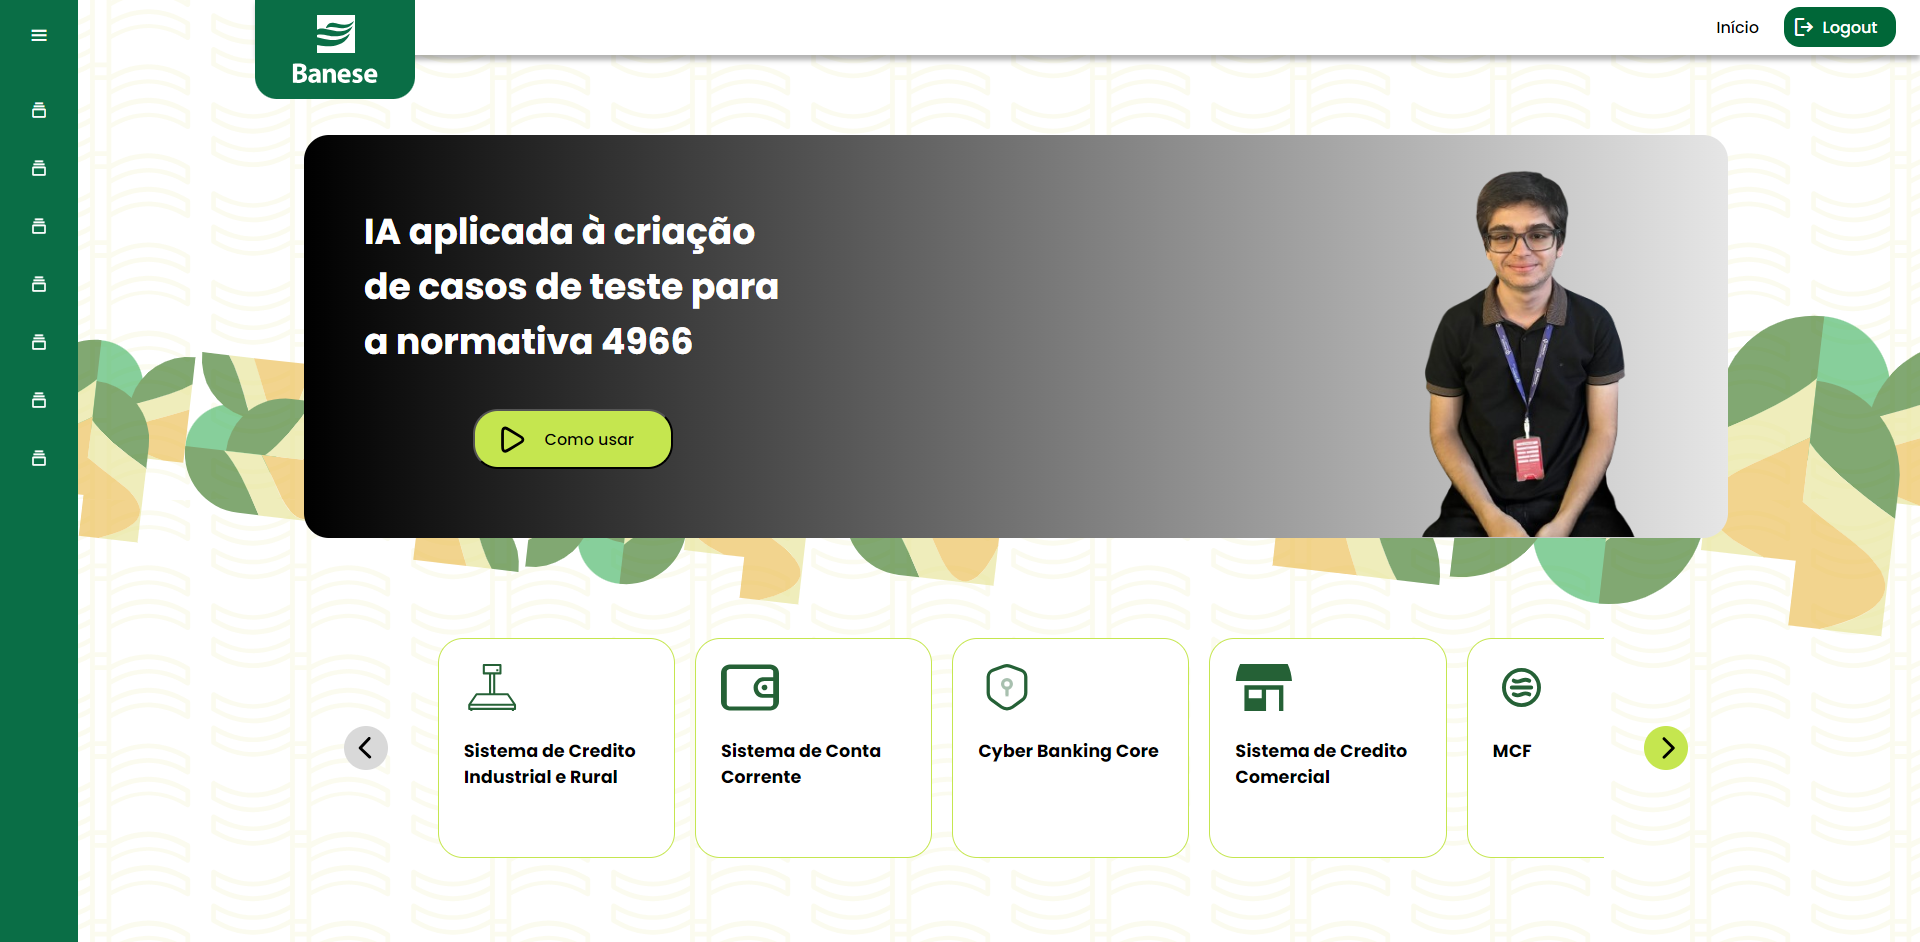 Banese
Início
Logout
IA aplicada à criação
de casos de teste para
a normativa 4966
Como usar
Sistema de Credito
Industrial e Rural
Sistema de Conta
Corrente
Cyber Banking Core
Sistema de Credito
Comercial
MCF